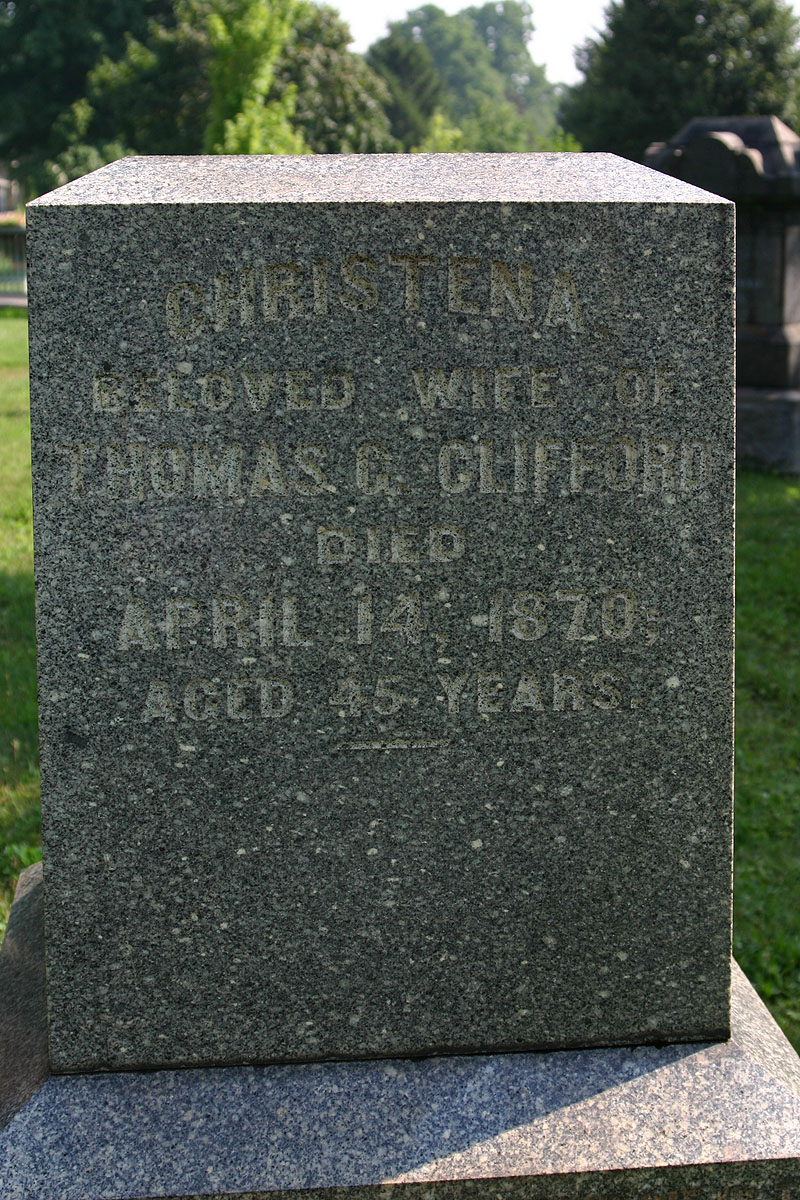 CHRISTENA,
BELOVED WIFE OF
THOMAS G. CLIFFORD
DIED
APRIL 14, 1870;
AGED 45 YEARS.